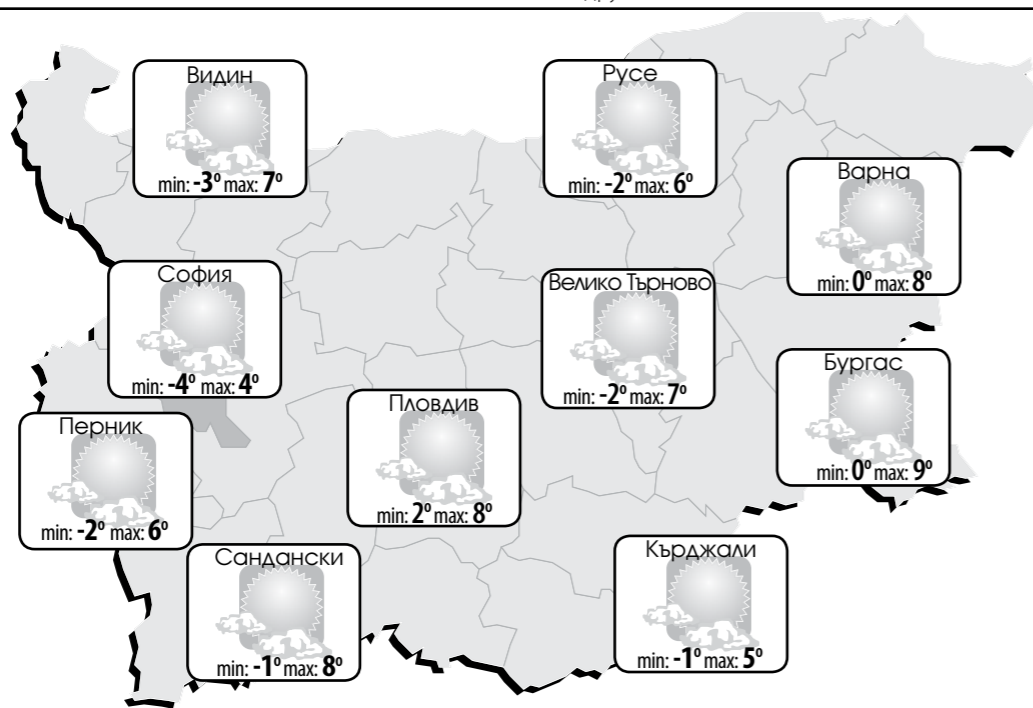 Видин
min: -3° max: 7°
Русе
min: -2° max: 6°
Варна
min: 0° max: 8°
София
min: -4° max: 4°
Велико Търново
min: -2° max: 7°
Бургас
min: 0° max: 9°
Пловдив
min: 2° max: 8°
Перник
min: -2° max: 6°
Сандански
min: -1° max: 8°
Кърджали
min: -1° max: 5°